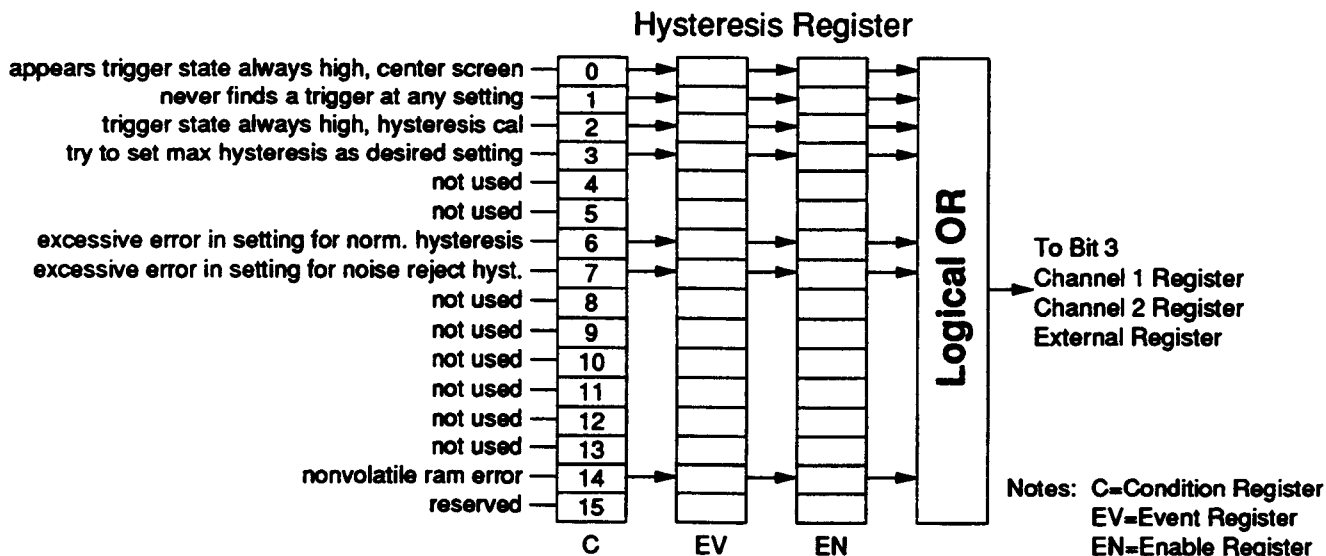 Hysteresis Register
appears trigger state always high, center screen 0
never finds a trigger at any setting 1
trigger state always high, hysteresis cal 2
try to set max hysteresis as desired setting 3
not used 4
not used 5
excessive error in setting for norm. hysteresis 6
excessive error in setting for noise reject hyst. 7
not used 8
not used 9
not used 10
not used 11
not used 12
not used 13
nonvolatile ram error 14
reserved 15
C EV EN
Logical OR
To Bit 3
Channel 1 Register
Channel 2 Register
External Register
Notes: C=Condition Register
EV=Event Register
EN=Enable Register